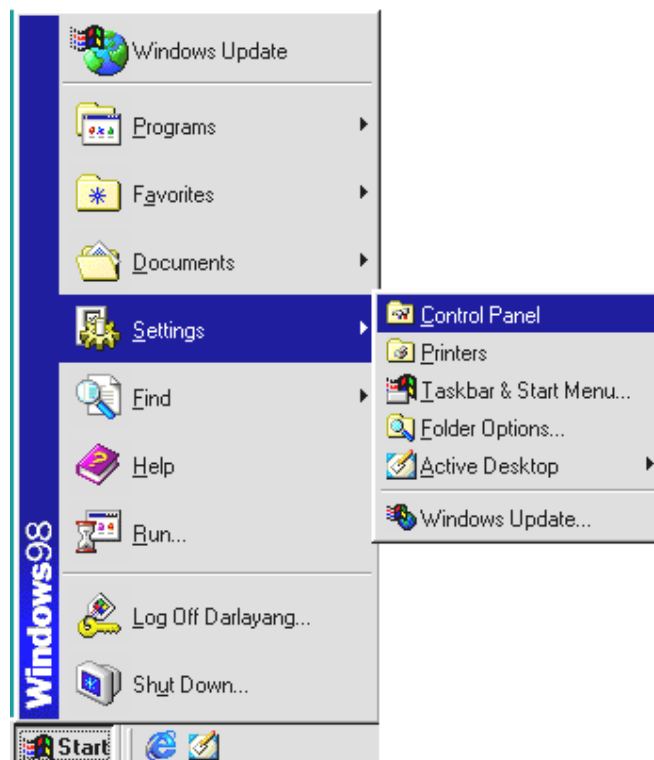 Windows Update
Programs
Favorites
Documents
Settings
Find
Help
Run...
Log Off Darlayang...
Shut Down...
Windows98
Control Panel
Printers
Taskbar & Start Menu...
Folder Options...
Active Desktop
Windows Update...
Start